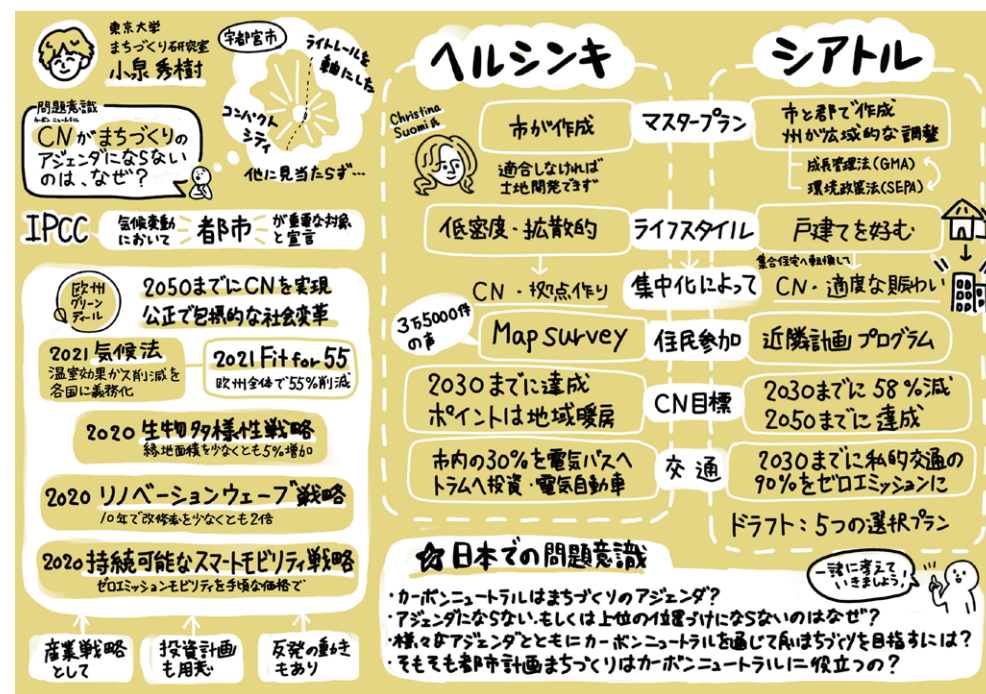 東京大学
まちづくり研究室
小泉 秀樹
宇都宮市
ライトレールを
軸にした
コンパクト
シティ
他に見当たらず…
問題意識
カーボンニュートラル
CNがまちづくりの
アジェンダにならない
のは、なぜ?
IPCC
気候変動
において
都市
が重要な対象
と宣言
欧州
グリーン
ディール
2050までにCNを実現
公正で包摂的な社会変革
2021 気候法
温室効果ガス削減を
各国に義務化
2021 Fit for 55
欧州全体で55%削減
2020 生物多様性戦略
緑地面積を少なくとも5%増加
2020 リノベーションウェーブ戦略
10年で改修率を少なくとも2倍
2020 持続可能なスマートモビリティ戦略
ゼロエミッションモビリティを手頃な価格で
産業戦略
として
投資計画
も用意
反発の動き
もあり
ヘルシンキ
シアトル
Christina
Suomi氏
市が作成
適合しなければ
土地開発できず
マスタープラン
市と郡で作成
州が広域的な調整
成長管理法(GMA)
環境政策法(SEPA)
低密度・拡散的
ライフスタイル
戸建てを好む
CN・拠点作り
集中化によって
集合住宅へ転換して
CN・適度な賑わい
3万5000件
の声
Map survey
住民参加
近隣計画プログラム
2030までに達成
ポイントは地域暖房
CN目標
2030までに58%減
2050までに達成
市内の30%を電気バスへ
トラムへ投資・電気自動車
交通
2030までに私的交通の
90%をゼロエミッションに
ドラフト:5つの選択プラン
☆日本での問題意識
一緒に考えて
いきましょう!
・カーボンニュートラルはまちづくりのアジェンダ?
・アジェンダにならない.もしくは上位の位置づけにならないのはなぜ?
・様々なアジェンダとともにカーボンニュートラルを通じて良いまちづくりを目指すには?
・そもそも都市計画まちづくりはカーボンニュートラルに役立つの?